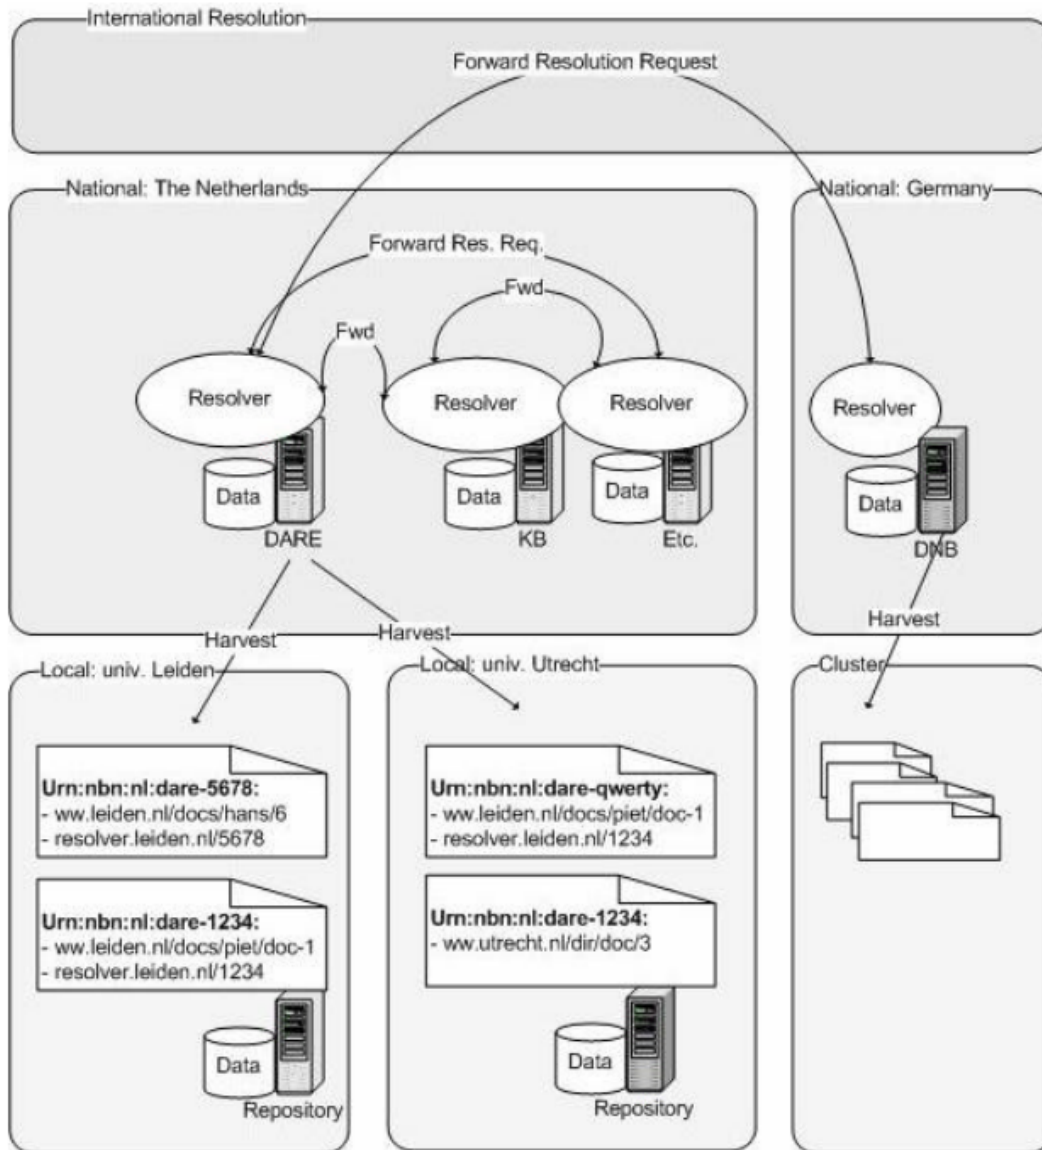 International Resolution
Forward Resolution Request
National: The Netherlands
National: Germany
Forward Res. Req.
Fwd
Fwd
Resolver
Resolver
Resolver
Resolver
Data
Data
Data
Data
DARE
KB
Etc.
DNB
Harvest
Harvest
Harvest
Local: univ. Leiden
Local: univ. Utrecht
Cluster
Urn:nbn:nl:dare-5678:
- ww.leiden.nl/docs/hans/6
- resolver.leiden.nl/5678
Urn:nbn:nl:dare-qwerty:
- ww.leiden.nl/docs/piet/doc-1
- resolver.leiden.nl/1234
Urn:nbn:nl:dare-1234:
- ww.leiden.nl/docs/piet/doc-1
- resolver.leiden.nl/1234
Urn:nbn:nl:dare-1234:
- ww.utrecht.nl/dir/doc/3
Data
Repository
Data
Repository